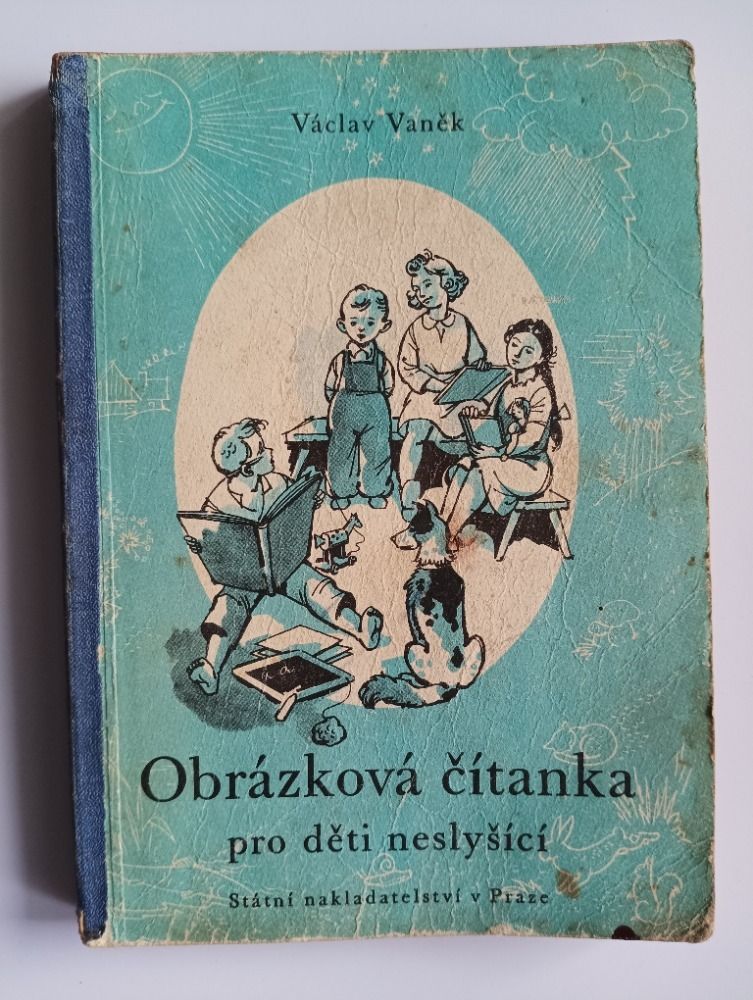 Václav Vaněk
Obrázková čítanka
pro děti neslyšící
Státní nakladatelství v Praze